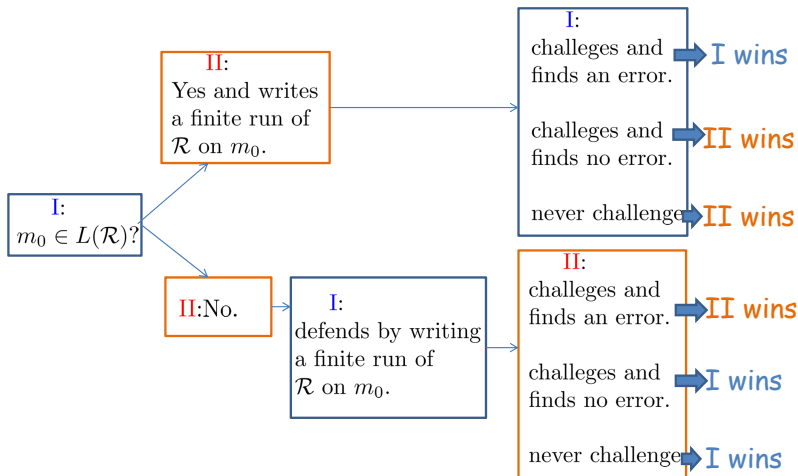 I:
m₀ ∈ L(ℛ)?
II:
Yes and writes
a finite run of
ℛ on m₀.
I:
challeges and
finds an error.
I wins
challeges and
finds no error.
II wins
never challenge
II wins
II:No.
I:
defends by writing
a finite run of
ℛ on m₀.
II:
challeges and
finds an error.
II wins
challeges and
finds no error.
I wins
never challenge
I wins